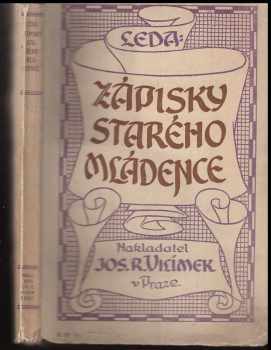 LEDA:
ZÁPISKY
STARÉHO
MLÁDENCE
Nakladatel
JOS. R. VILÍMEK
v Praze